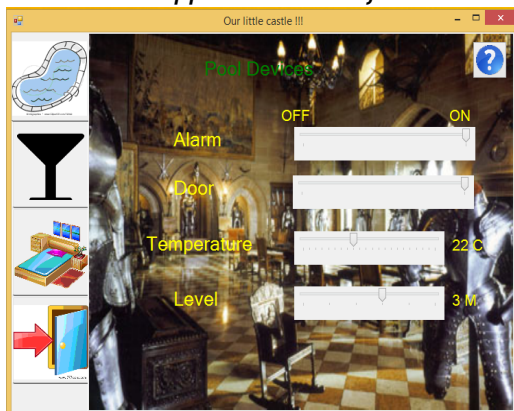 Our little castle !!!
Pool Devices
OFF ON
Alarm
Door
Temperature 22 C
Level 3 M